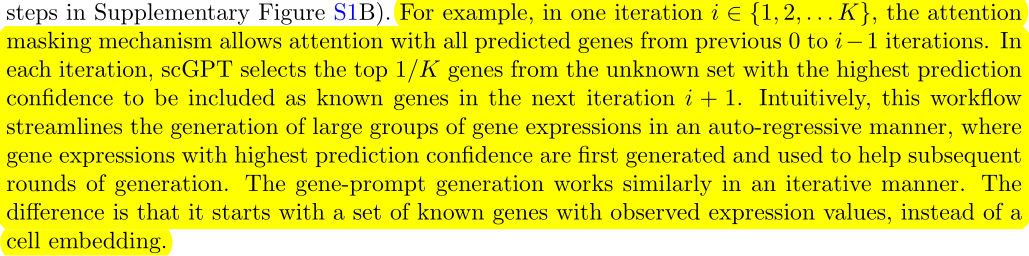 steps in Supplementary Figure S1B). For example, in one iteration i ∈ {1, 2, . . . K}, the attention
masking mechanism allows attention with all predicted genes from previous 0 to i − 1 iterations. In
each iteration, scGPT selects the top 1/K genes from the unknown set with the highest prediction
confidence to be included as known genes in the next iteration i + 1. Intuitively, this workflow
streamlines the generation of large groups of gene expressions in an auto-regressive manner, where
gene expressions with highest prediction confidence are first generated and used to help subsequent
rounds of generation. The gene-prompt generation works similarly in an iterative manner. The
difference is that it starts with a set of known genes with observed expression values, instead of a
cell embedding.